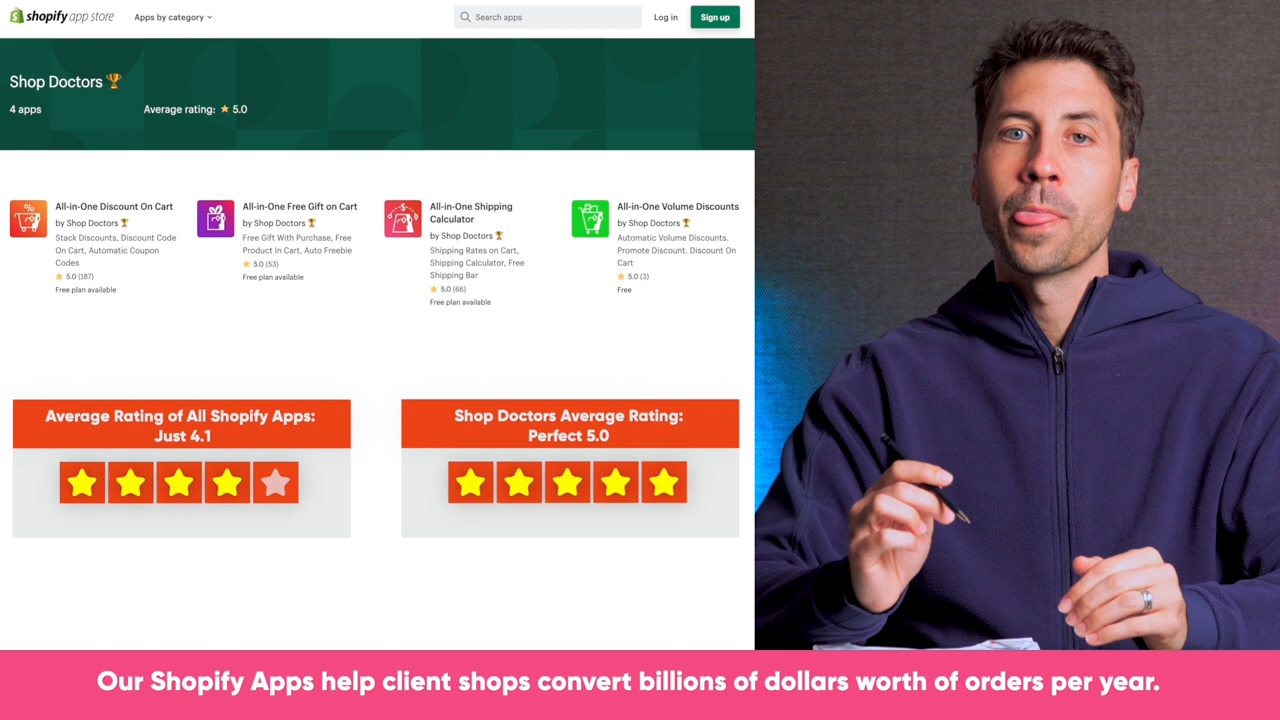 shopify app store
Apps by category
Search apps
Log in
Sign up
Shop Doctors 🏆
4 apps
Average rating: ★ 5.0
All-in-One Discount On Cart
by Shop Doctors 🏆
Stack Discounts, Discount Code
On Cart, Automatic Coupon
Codes
★ 5.0 (187)
Free plan available
All-in-One Free Gift on Cart
by Shop Doctors 🏆
Free Gift With Purchase, Free
Product In Cart, Auto Freebie
★ 5.0 (53)
Free plan available
All-in-One Shipping
Calculator
by Shop Doctors 🏆
Shipping Rates on Cart,
Shipping Calculator, Free
Shipping Bar
★ 5.0 (66)
Free plan available
All-in-One Volume Discounts
by Shop Doctors 🏆
Automatic Volume Discounts.
Promote Discount. Discount On
Cart
★ 5.0 (3)
Free
Average Rating of All Shopify Apps:
Just 4.1
Shop Doctors Average Rating:
Perfect 5.0
Our Shopify Apps help client shops convert billions of dollars worth of orders per year.